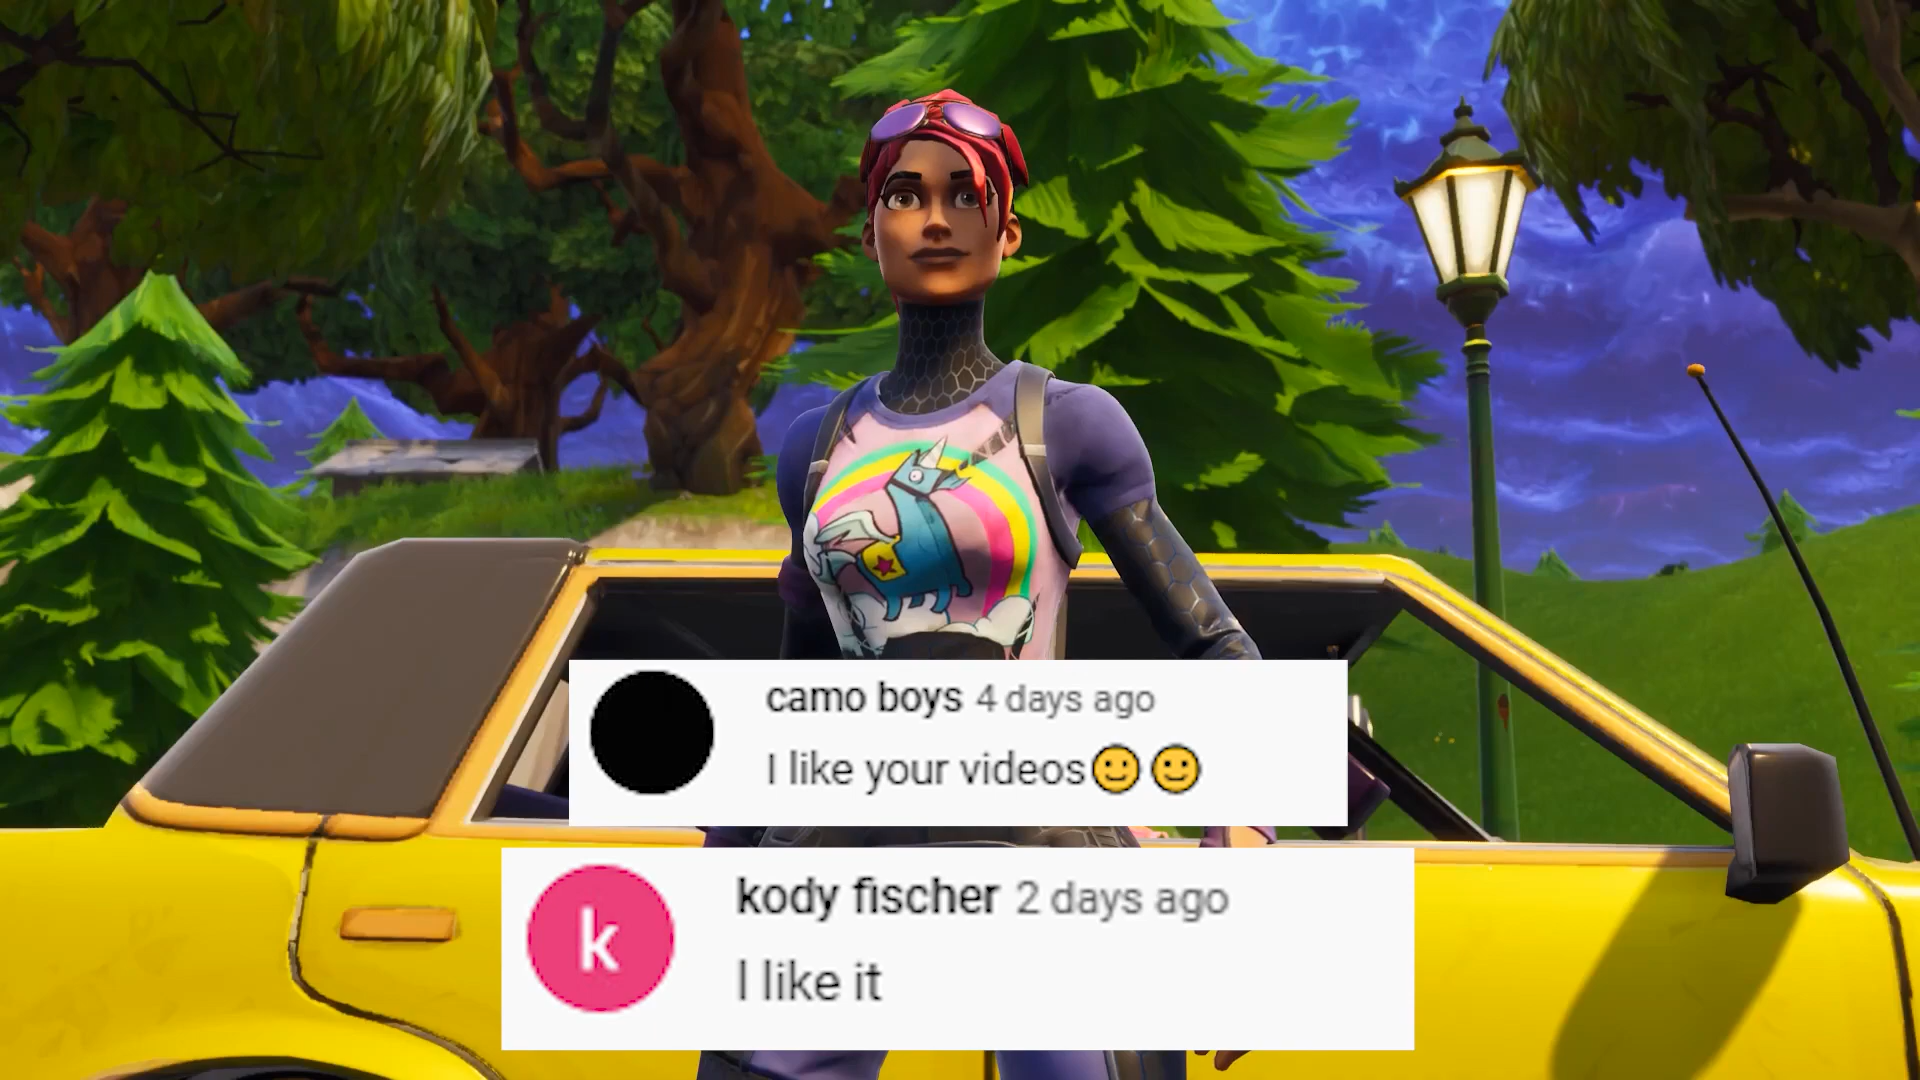 camo boys 4 days ago
I like your videos🙂🙂
k
kody fischer 2 days ago
I like it